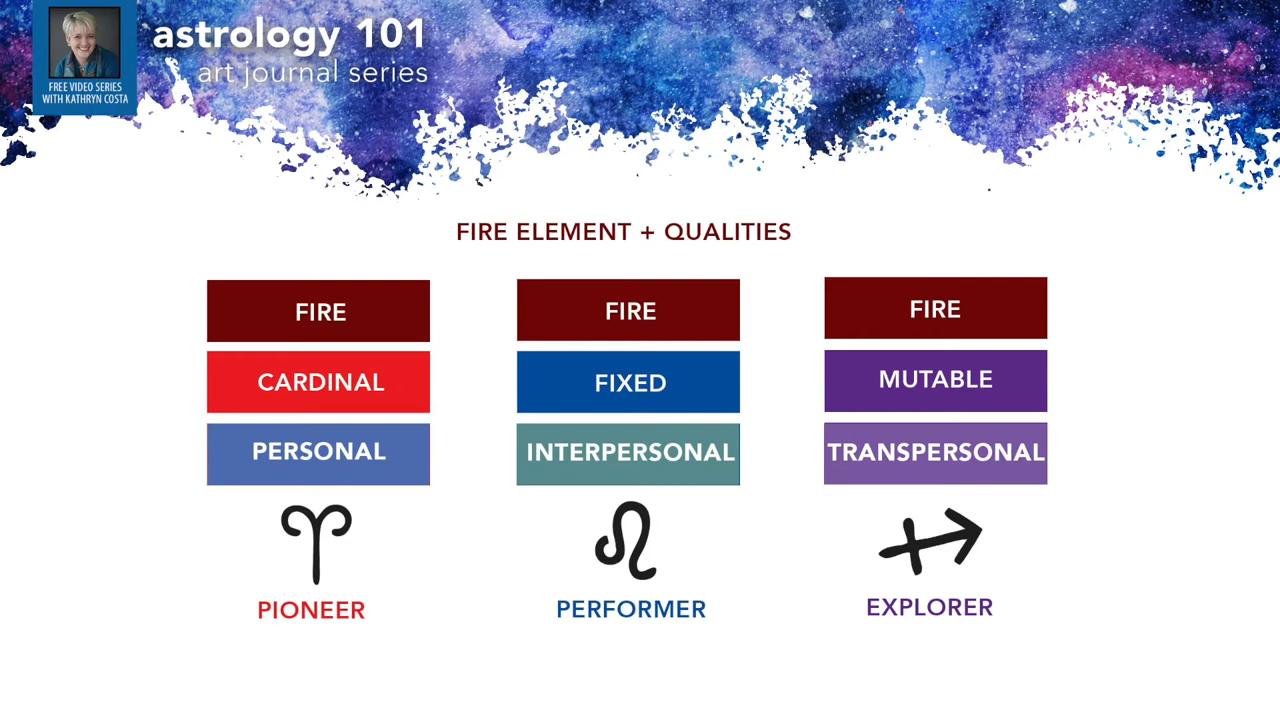 astrology 101
art journal series
FREE VIDEO SERIES
WITH KATHRYN COSTA
FIRE ELEMENT + QUALITIES
FIRE
FIRE
FIRE
CARDINAL
FIXED
MUTABLE
PERSONAL
INTERPERSONAL
TRANSPERSONAL
PIONEER
PERFORMER
EXPLORER